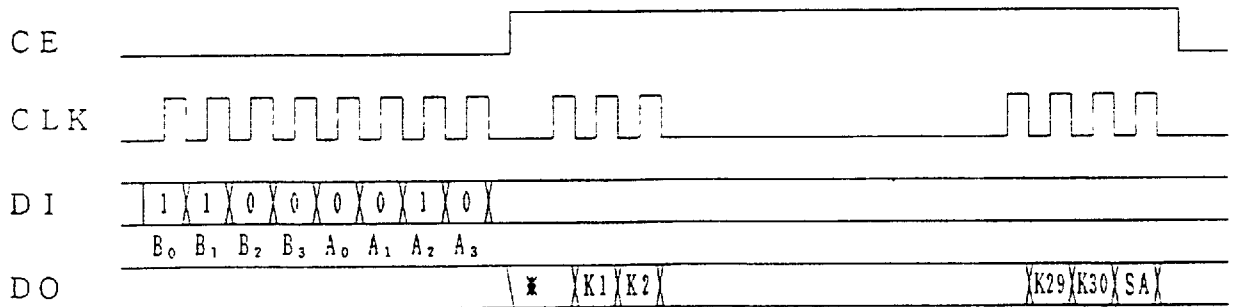 CE
CLK
DI 1 1 0 0 0 0 1 0
B₀ B₁ B₂ B₃ A₀ A₁ A₂ A₃
DO * K1 K2 K29 K30 SA